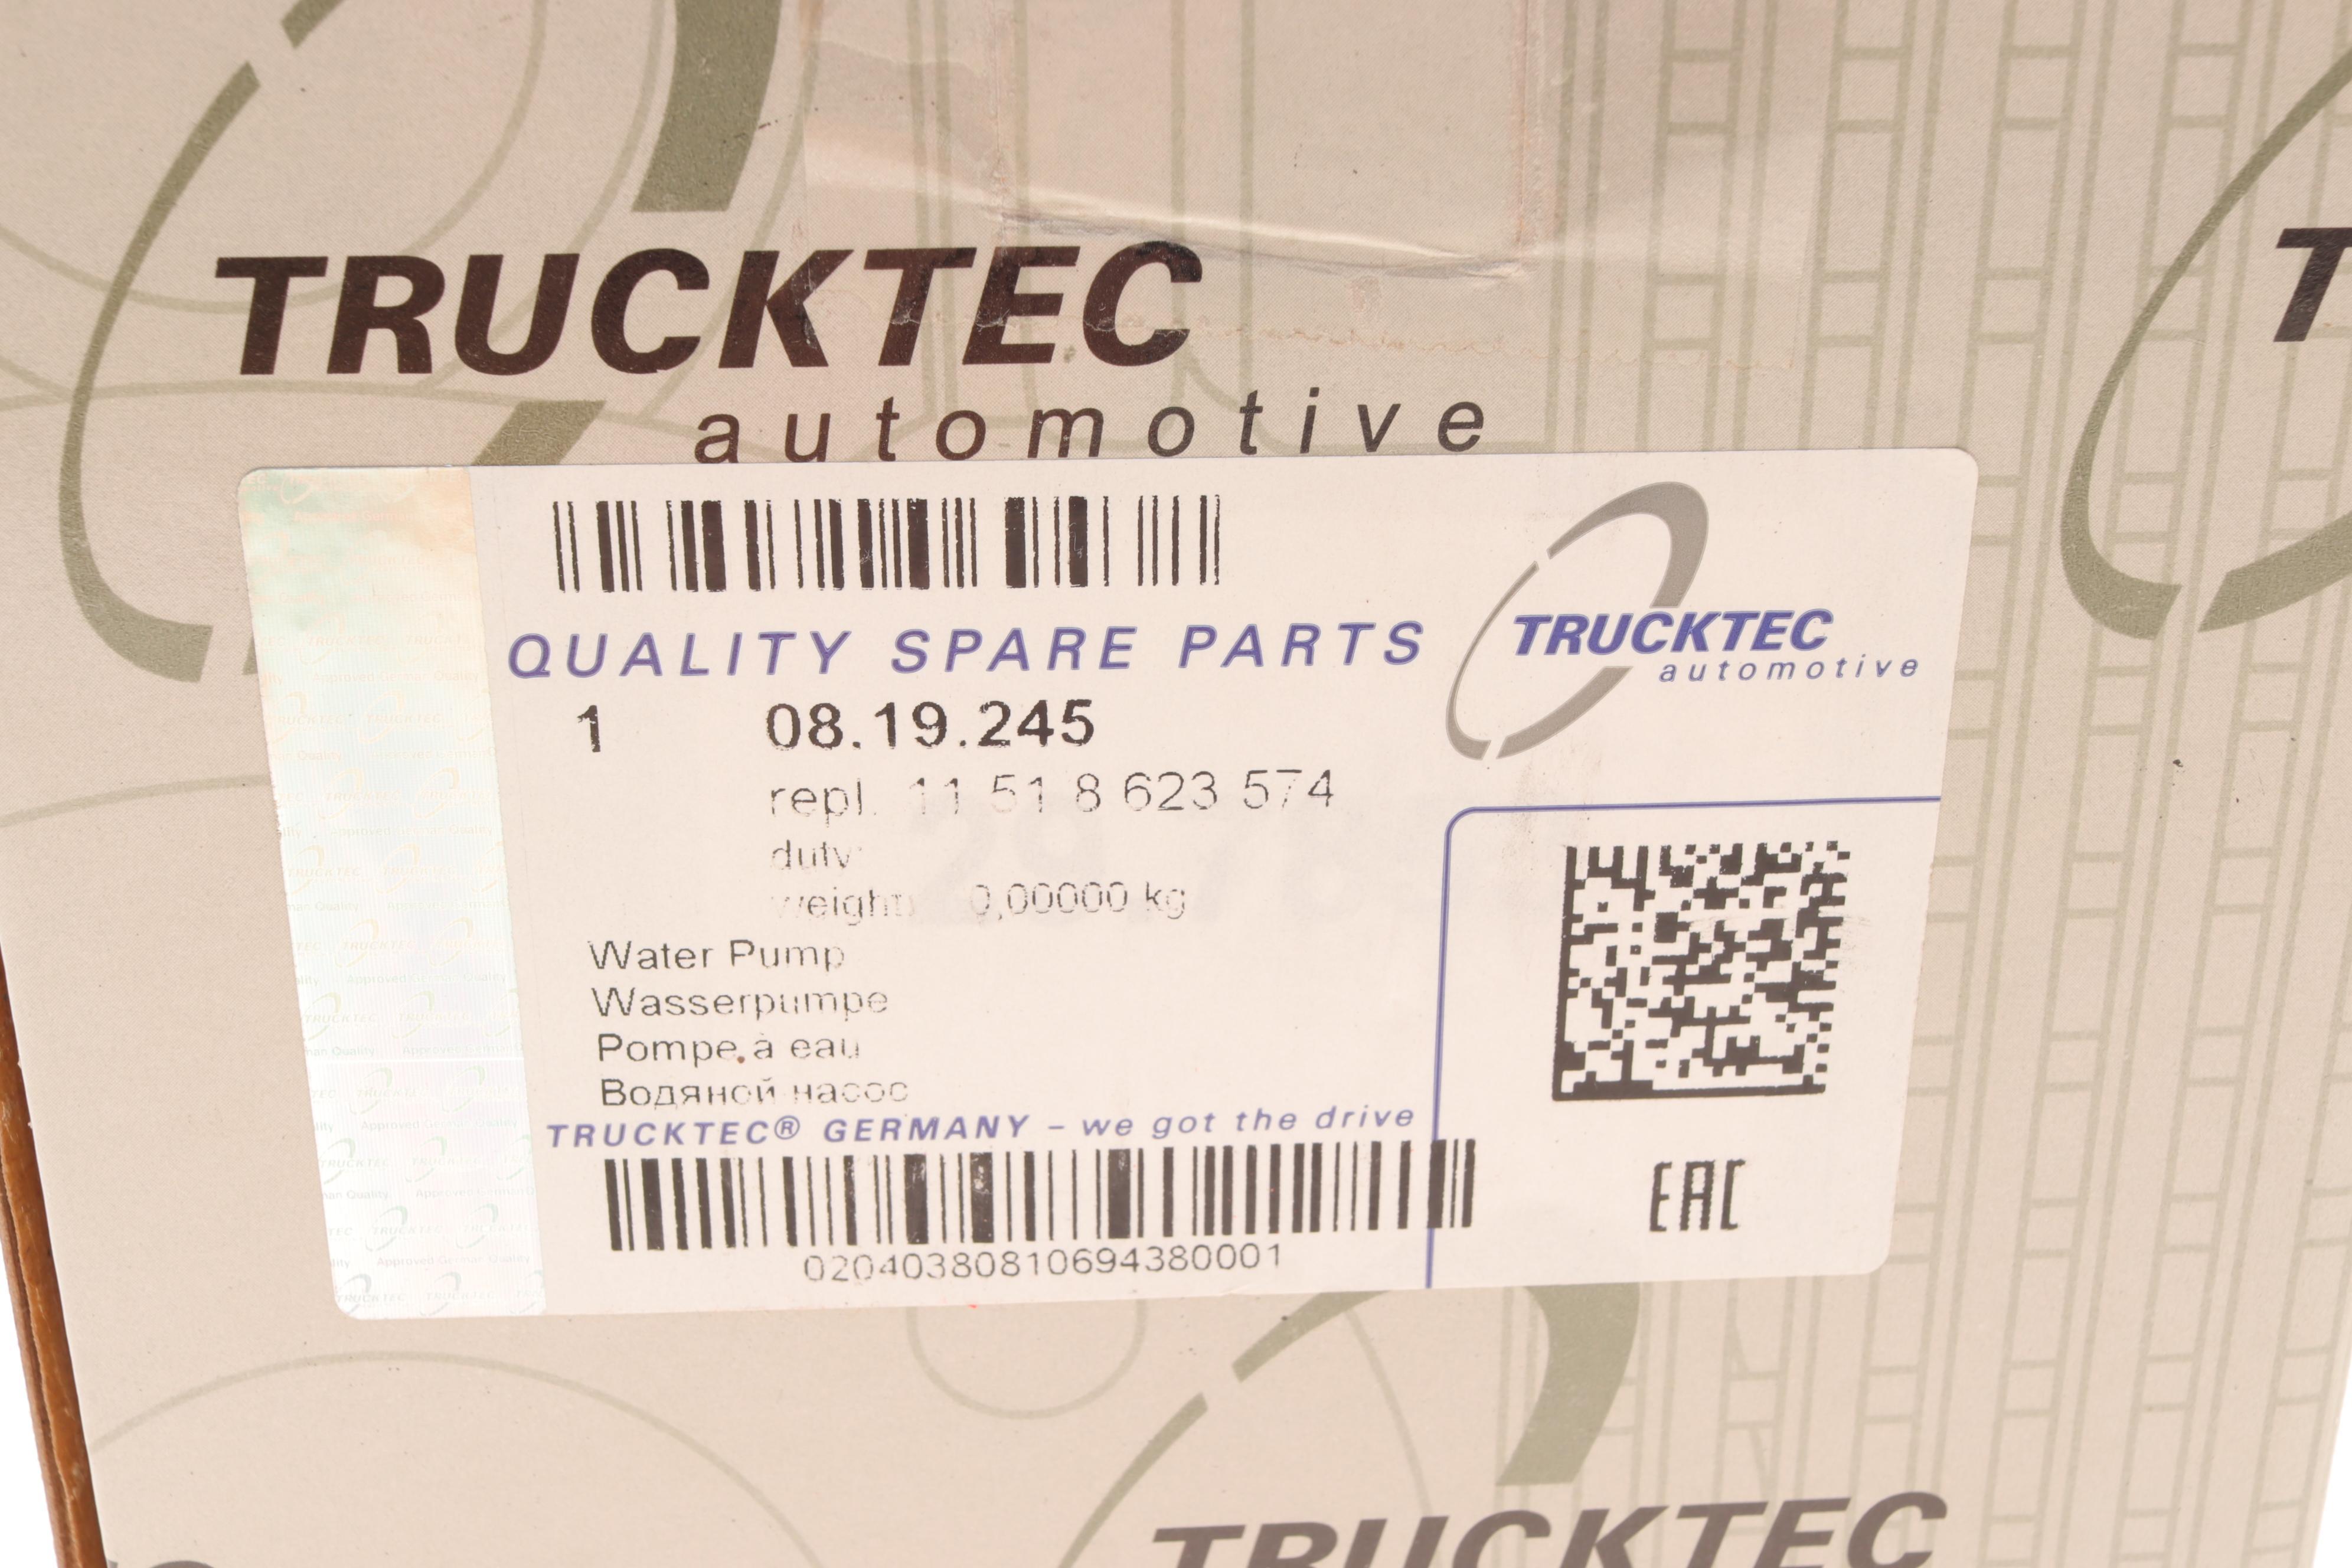 TRUCKTEC
automotive
T
QUALITY SPARE PARTS
TRUCKTEC
automotive
1 08.19.245
repl. 11 51 8 623 574
duty
weight: 0,00000 kg
Water Pump
Wasserpumpe
Pompe à eau
Водяной насос
TRUCKTEC® GERMANY – we got the drive
02040380810694380001
EAC
TRUCKTEC